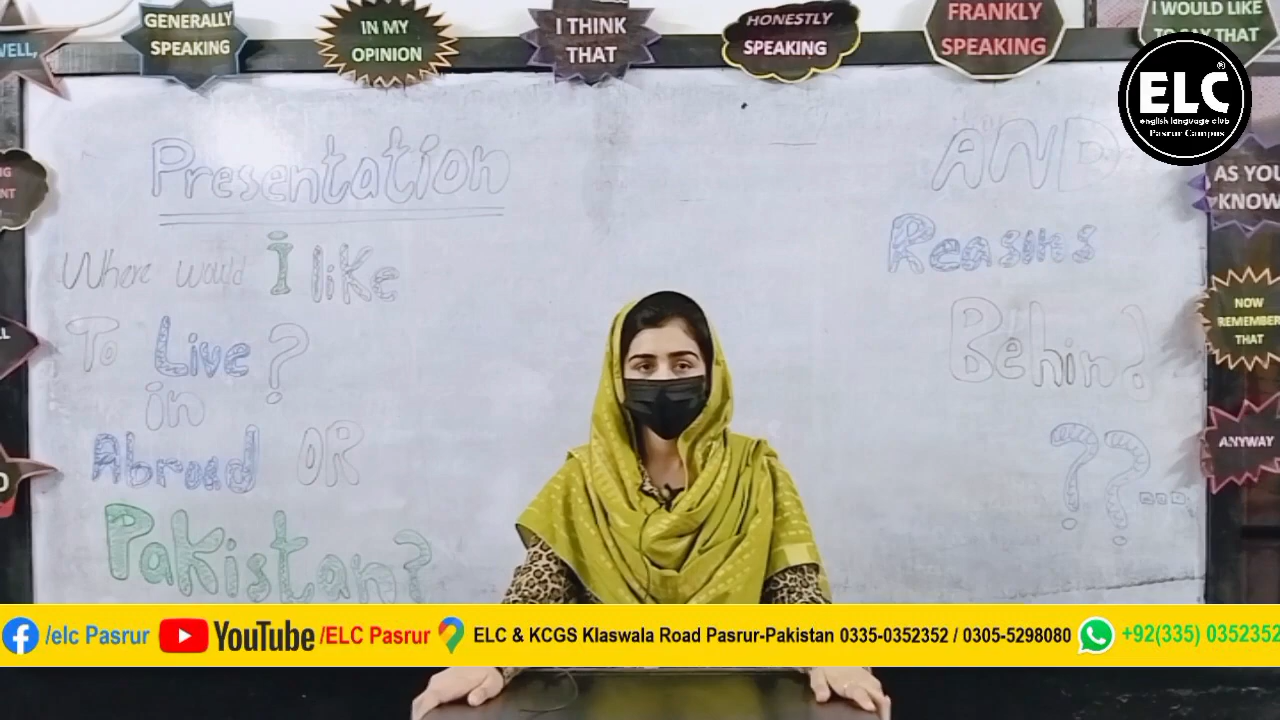 WELL,
GENERALLY
SPEAKING
IN MY
OPINION
I THINK
THAT
HONESTLY
SPEAKING
FRANKLY
SPEAKING
I WOULD LIKE
TO SAY THAT
ELC®
english language club
Pasrur Campus
AS YOU
KNOW
NOW
REMEMBER
THAT
ANYWAY
Presentation
Where would I like
To Live?
in
Abroad OR
Pakistan?
AND
Reasons
Behind
??...
/elc Pasrur YouTube /ELC Pasrur ELC & KCGS Klaswala Road Pasrur-Pakistan 0335-0352352 / 0305-5298080 +92(335) 0352352